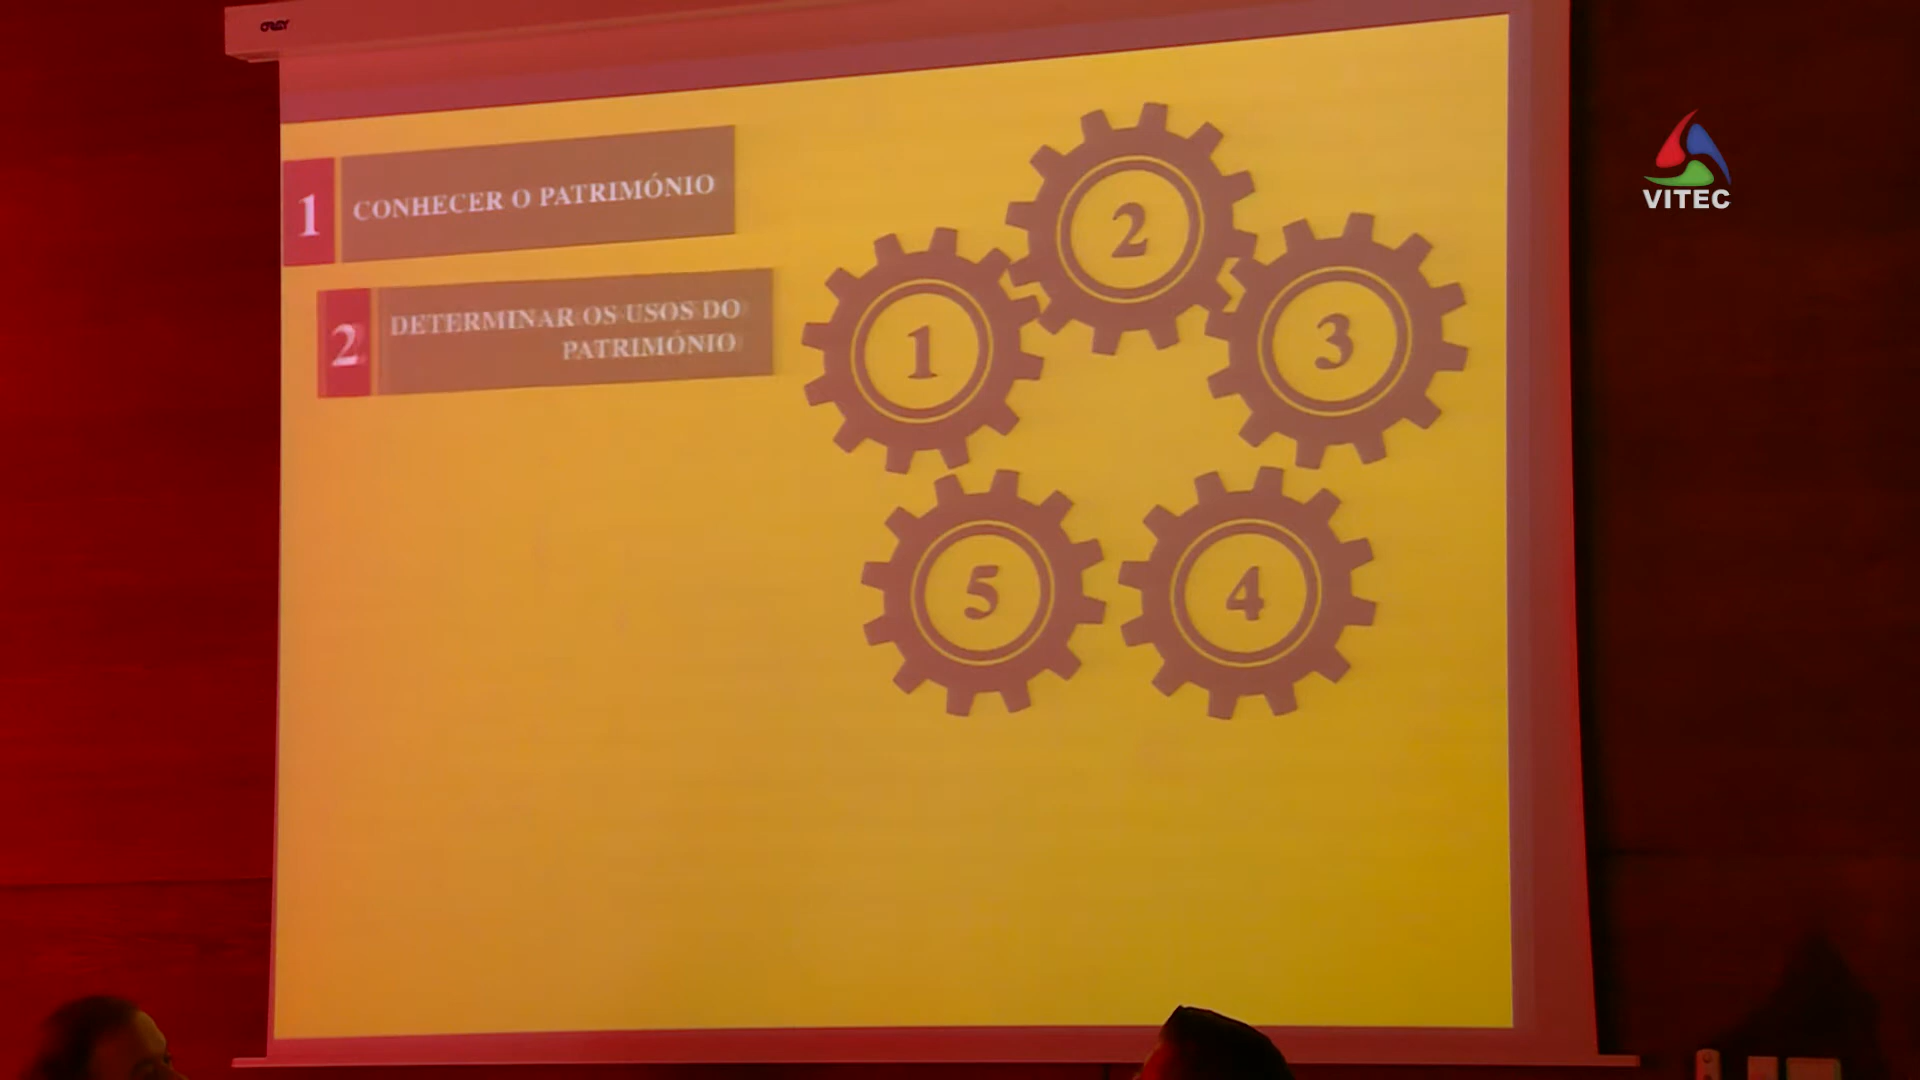 1
CONHECER O PATRIMÓNIO
2
DETERMINAR OS USOS DO
PATRIMÓNIO
2
1
3
5
4
VITEC